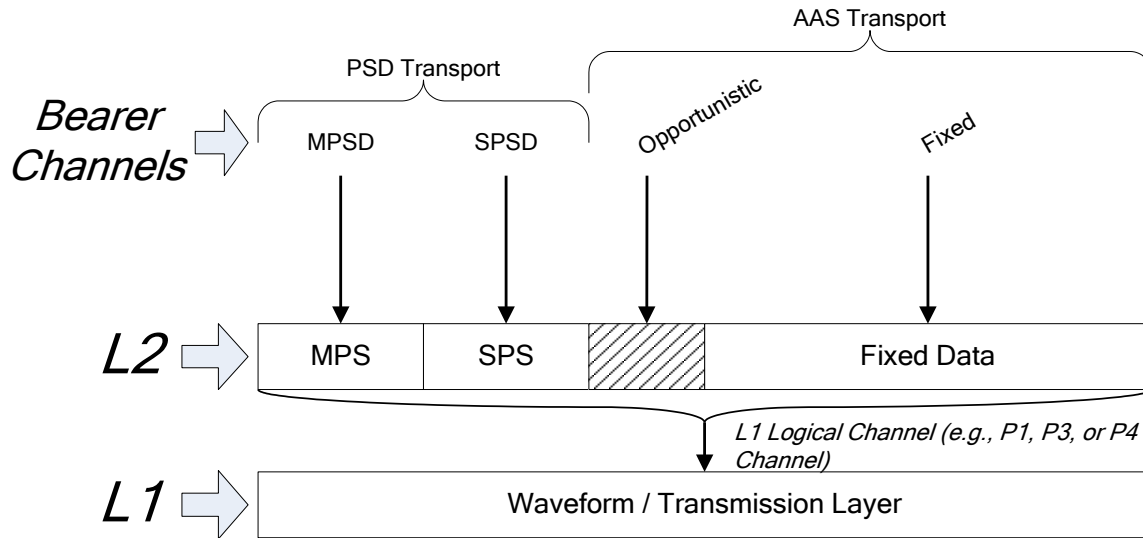 AAS Transport
PSD Transport
Bearer
Channels
MPSD
SPSD
Opportunistic
Fixed
L2
MPS
SPS
Fixed Data
L1 Logical Channel (e.g., P1, P3, or P4
Channel)
L1
Waveform / Transmission Layer